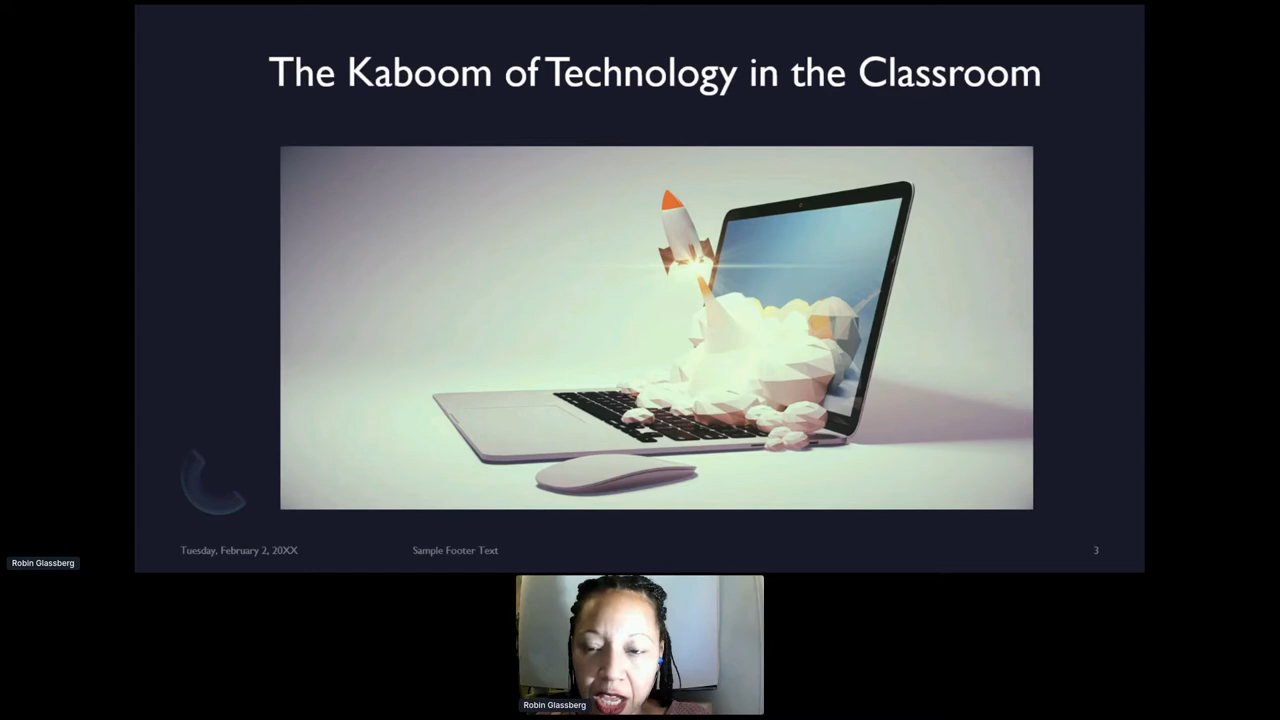 The Kaboom of Technology in the Classroom
Tuesday, February 2, 20XX
Sample Footer Text
3
Robin Glassberg
Robin Glassberg